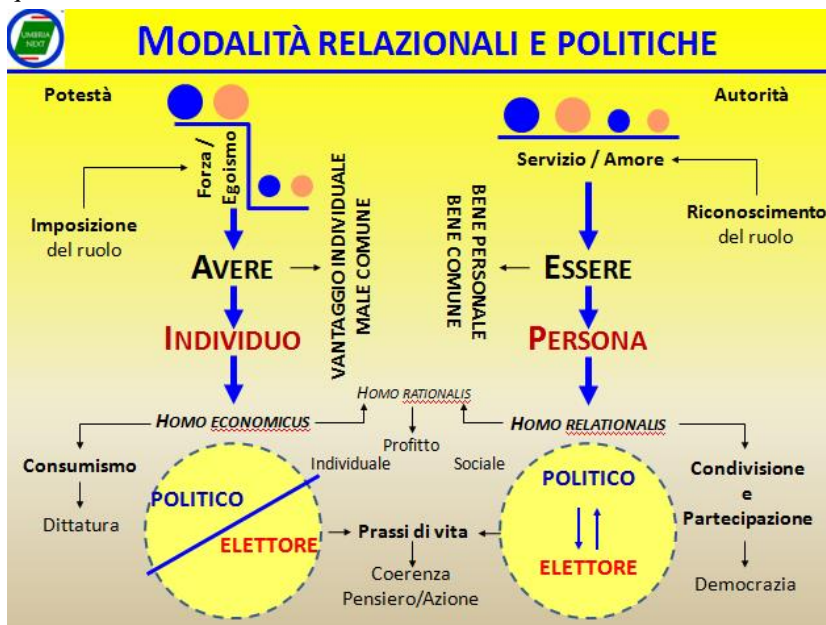 UMBRIA
NEXT
MODALITÀ RELAZIONALI E POLITICHE
Potestà
Autorità
Forza /
Egoismo
Servizio / Amore
Imposizione
del ruolo
Riconoscimento
del ruolo
VANTAGGIO INDIVIDUALE
MALE COMUNE
BENE PERSONALE
BENE COMUNE
AVERE
ESSERE
INDIVIDUO
PERSONA
HOMO RATIONALIS
HOMO ECONOMICUS
HOMO RELATIONALIS
Profitto
Individuale
Sociale
Consumismo
Dittatura
POLITICO
ELETTORE
Prassi di vita
Coerenza
Pensiero/Azione
POLITICO
ELETTORE
Condivisione
e
Partecipazione
Democrazia